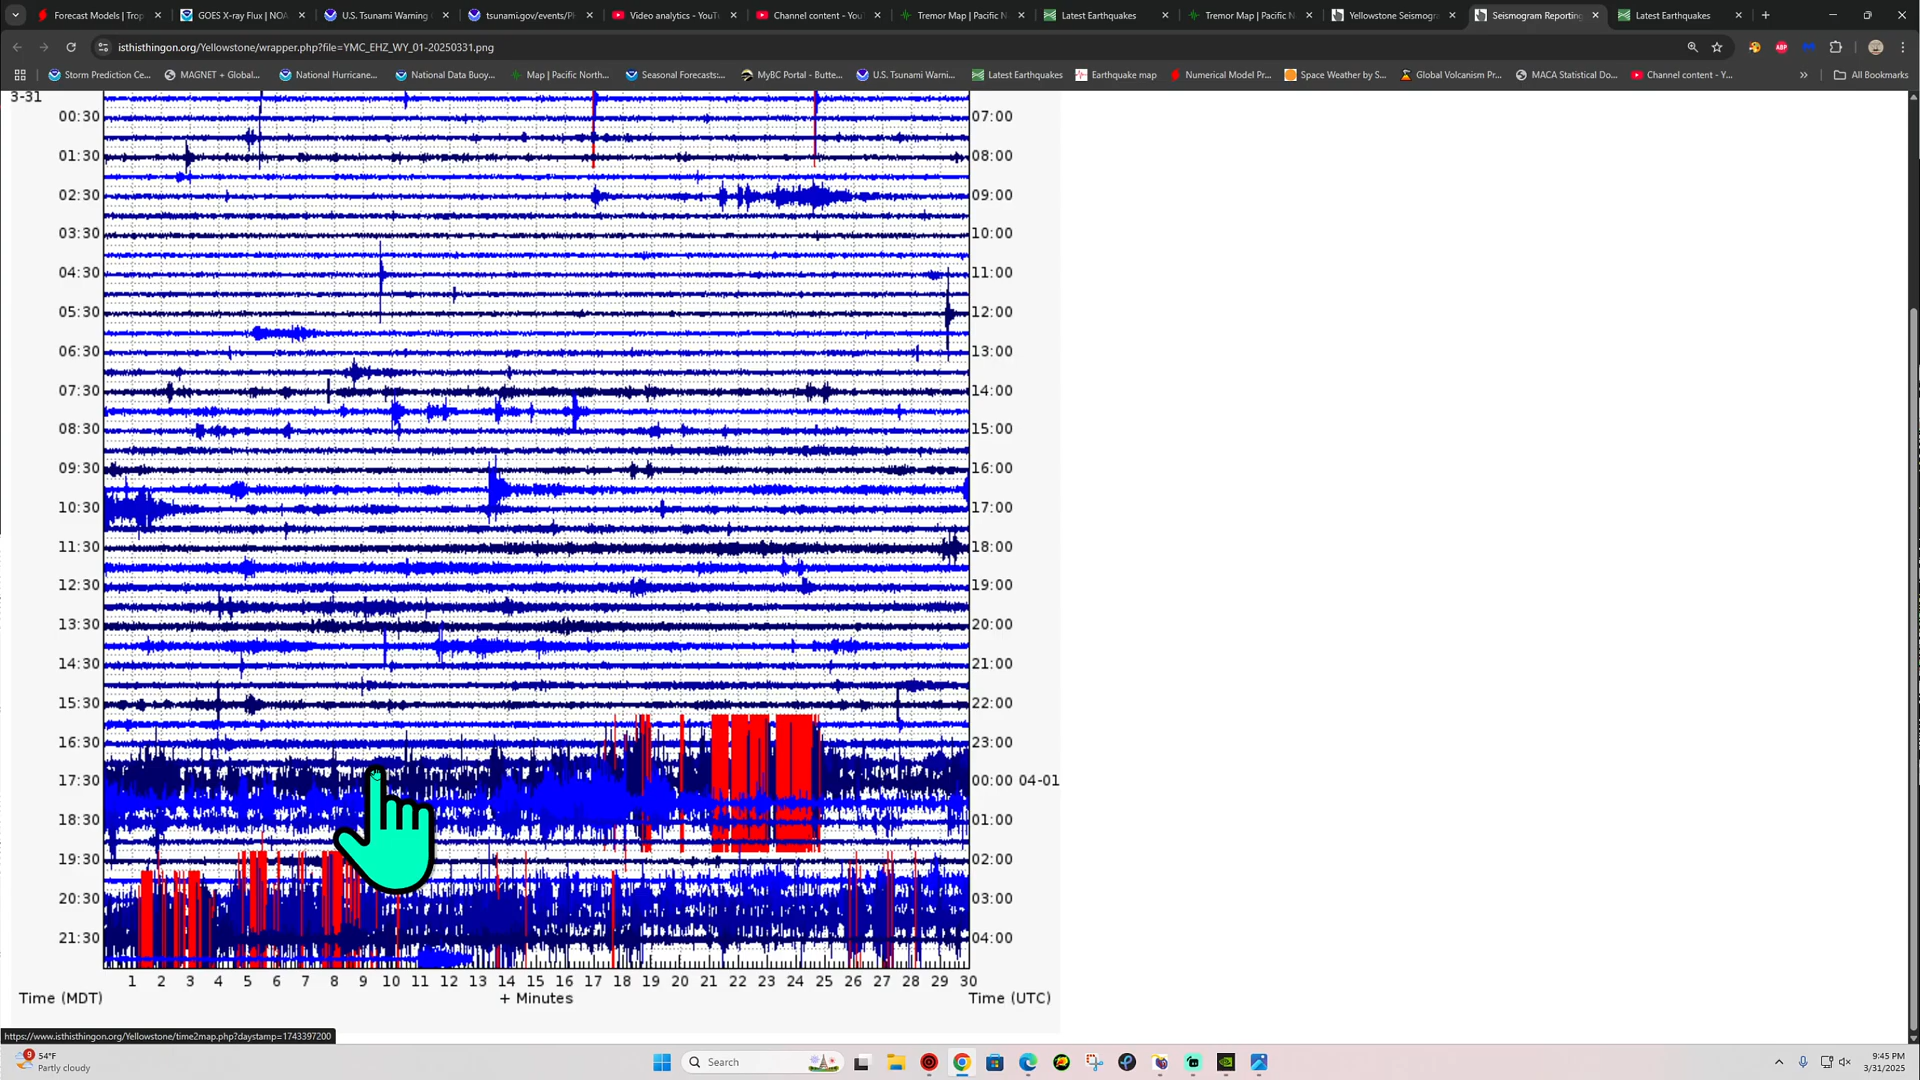 Forecast Models | Trop
GOES X-ray Flux | NOA
U.S. Tsunami Warning
tsunami.gov/events/P
Video analytics - YouT
Channel content - You
Tremor Map | Pacific N
Latest Earthquakes
Tremor Map | Pacific N
Yellowstone Seismogra
Seismogram Reporting
Latest Earthquakes
isthisthingon.org/Yellowstone/wrapper.php?file=YMC_EHZ_WY_01-20250331.png
ABP
Storm Prediction Ce...
MAGNET + Global...
National Hurricane...
National Data Buoy...
Map | Pacific North...
Seasonal Forecasts:...
MyBC Portal - Butte...
U.S. Tsunami Warni...
Latest Earthquakes
Earthquake map
Numerical Model Pr...
Space Weather by S...
Global Volcanism Pr...
MACA Statistical Do...
Channel content - Y...
All Bookmarks
3-31
00:30 07:00
01:30 08:00
02:30 09:00
03:30 10:00
04:30 11:00
05:30 12:00
06:30 13:00
07:30 14:00
08:30 15:00
09:30 16:00
10:30 17:00
11:30 18:00
12:30 19:00
13:30 20:00
14:30 21:00
15:30 22:00
16:30 23:00
17:30 00:00 04-01
18:30 01:00
19:30 02:00
20:30 03:00
21:30 04:00
1 2 3 4 5 6 7 8 9 10 11 12 13 14 15 16 17 18 19 20 21 22 23 24 25 26 27 28 29 30
Time (MDT) + Minutes Time (UTC)
https://www.isthisthingon.org/Yellowstone/time2map.php?daystamp=1743397200
9
54°F
Partly cloudy
Search
9:45 PM
3/31/2025